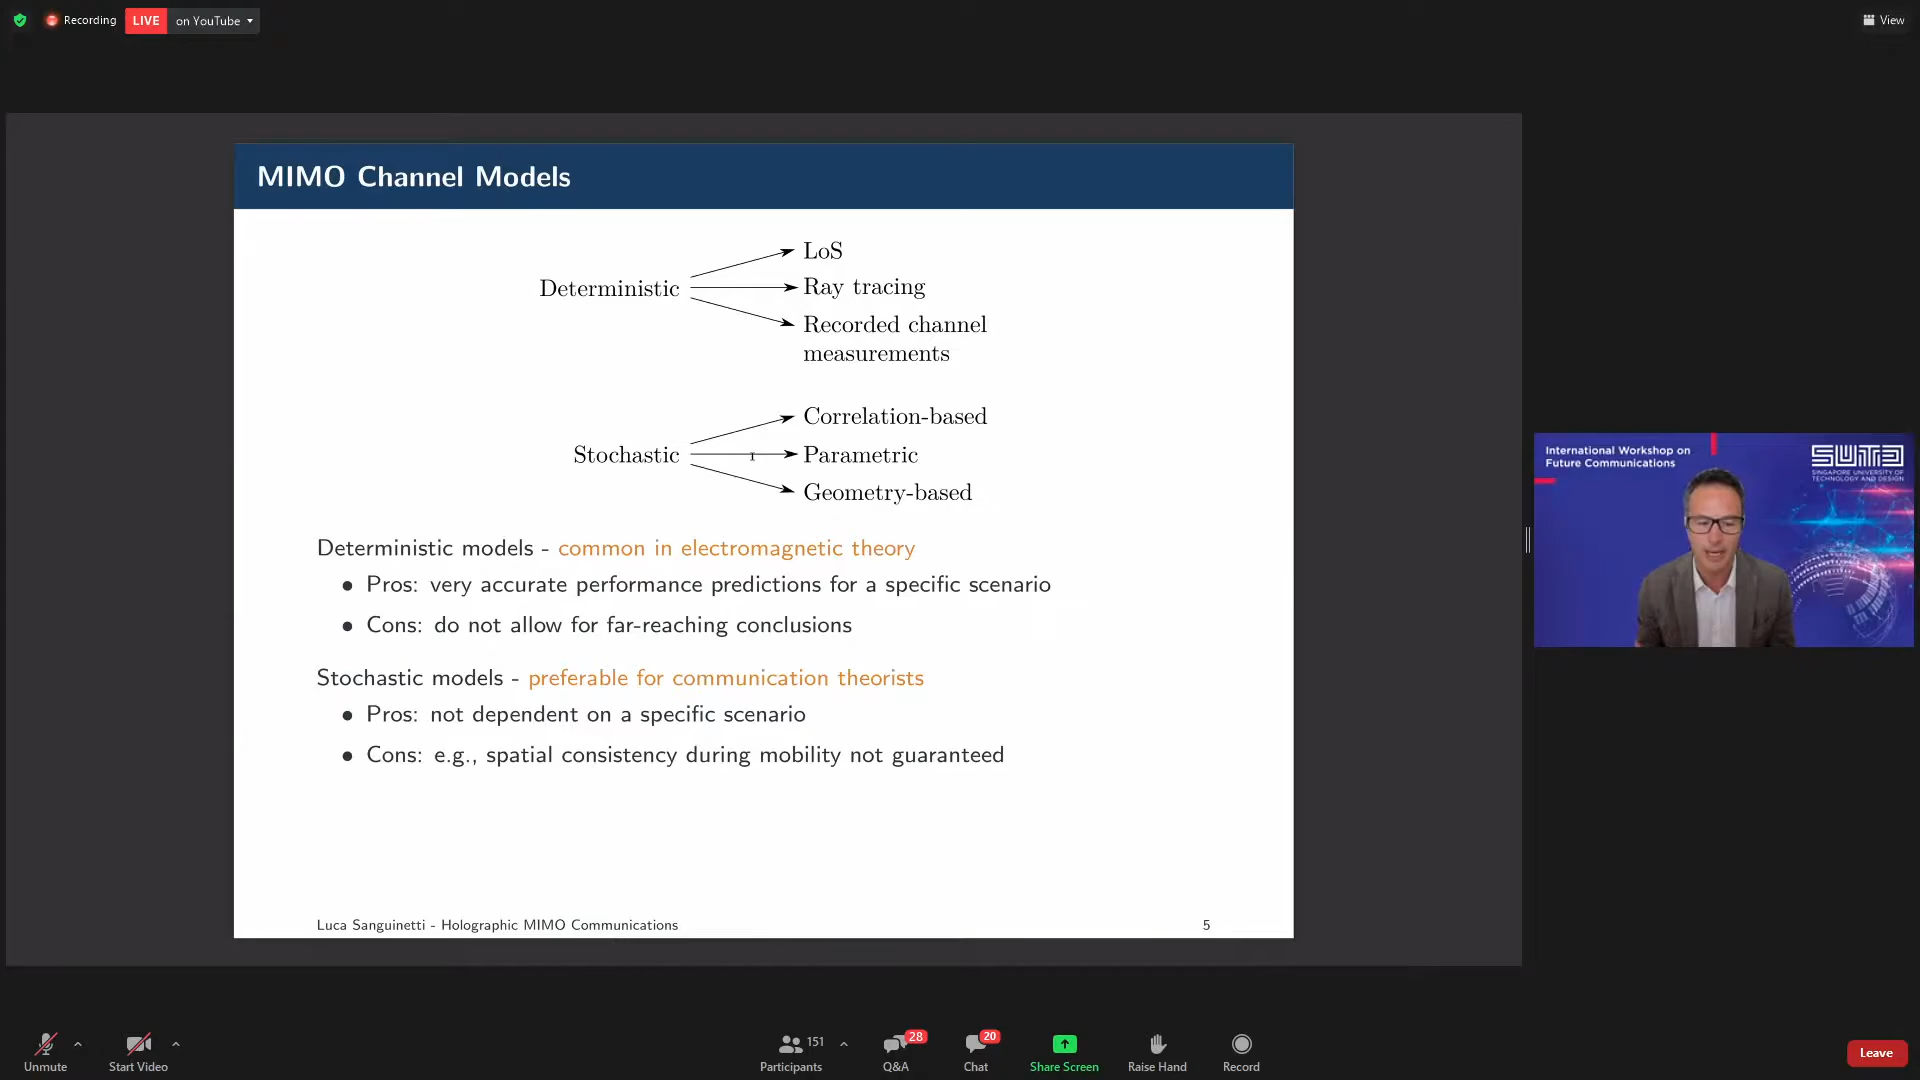 Recording
LIVE
on YouTube
View
MIMO Channel Models
Deterministic
LoS
Ray tracing
Recorded channel
measurements
Stochastic
Correlation-based
Parametric
Geometry-based
Deterministic models - common in electromagnetic theory
• Pros: very accurate performance predictions for a specific scenario
• Cons: do not allow for far-reaching conclusions
Stochastic models - preferable for communication theorists
• Pros: not dependent on a specific scenario
• Cons: e.g., spatial consistency during mobility not guaranteed
Luca Sanguinetti - Holographic MIMO Communications
5
International Workshop on
Future Communications
SUTD
SINGAPORE UNIVERSITY OF
TECHNOLOGY AND DESIGN
Unmute
Start Video
151
Participants
28
Q&A
20
Chat
Share Screen
Raise Hand
Record
Leave